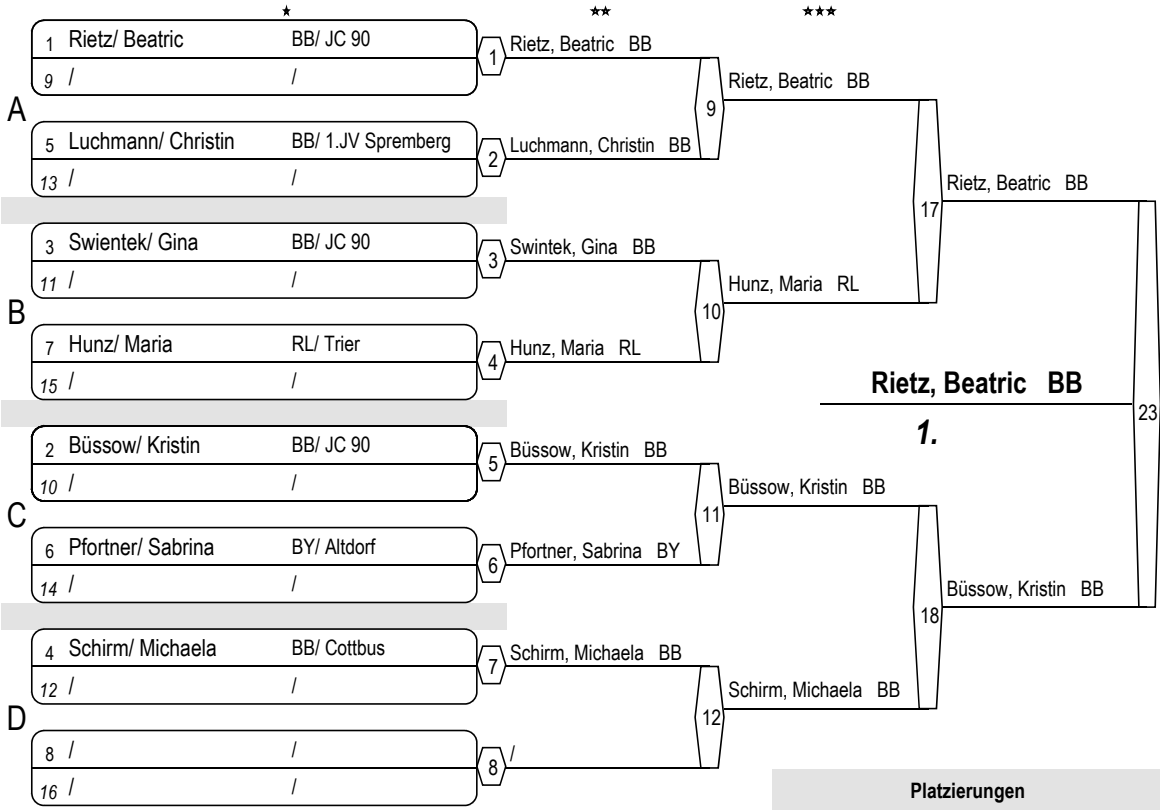 ★ ★★ ★★★
1 Rietz/ Beatric BB/ JC 90
9 / /
1
Rietz, Beatric BB
A
5 Luchmann/ Christin BB/ 1.JV Spremberg
13 / /
2
Luchmann, Christin BB
9
Rietz, Beatric BB
3 Swientek/ Gina BB/ JC 90
11 / /
3
Swintek, Gina BB
B
7 Hunz/ Maria RL/ Trier
15 / /
4
Hunz, Maria RL
10
Hunz, Maria RL
17
Rietz, Beatric BB
2 Büssow/ Kristin BB/ JC 90
10 / /
5
Büssow, Kristin BB
C
6 Pfortner/ Sabrina BY/ Altdorf
14 / /
6
Pfortner, Sabrina BY
11
Büssow, Kristin BB
4 Schirm/ Michaela BB/ Cottbus
12 / /
7
Schirm, Michaela BB
D
8 / /
16 / /
8
/
12
Schirm, Michaela BB
18
Büssow, Kristin BB
23
Rietz, Beatric BB
1.
Platzierungen